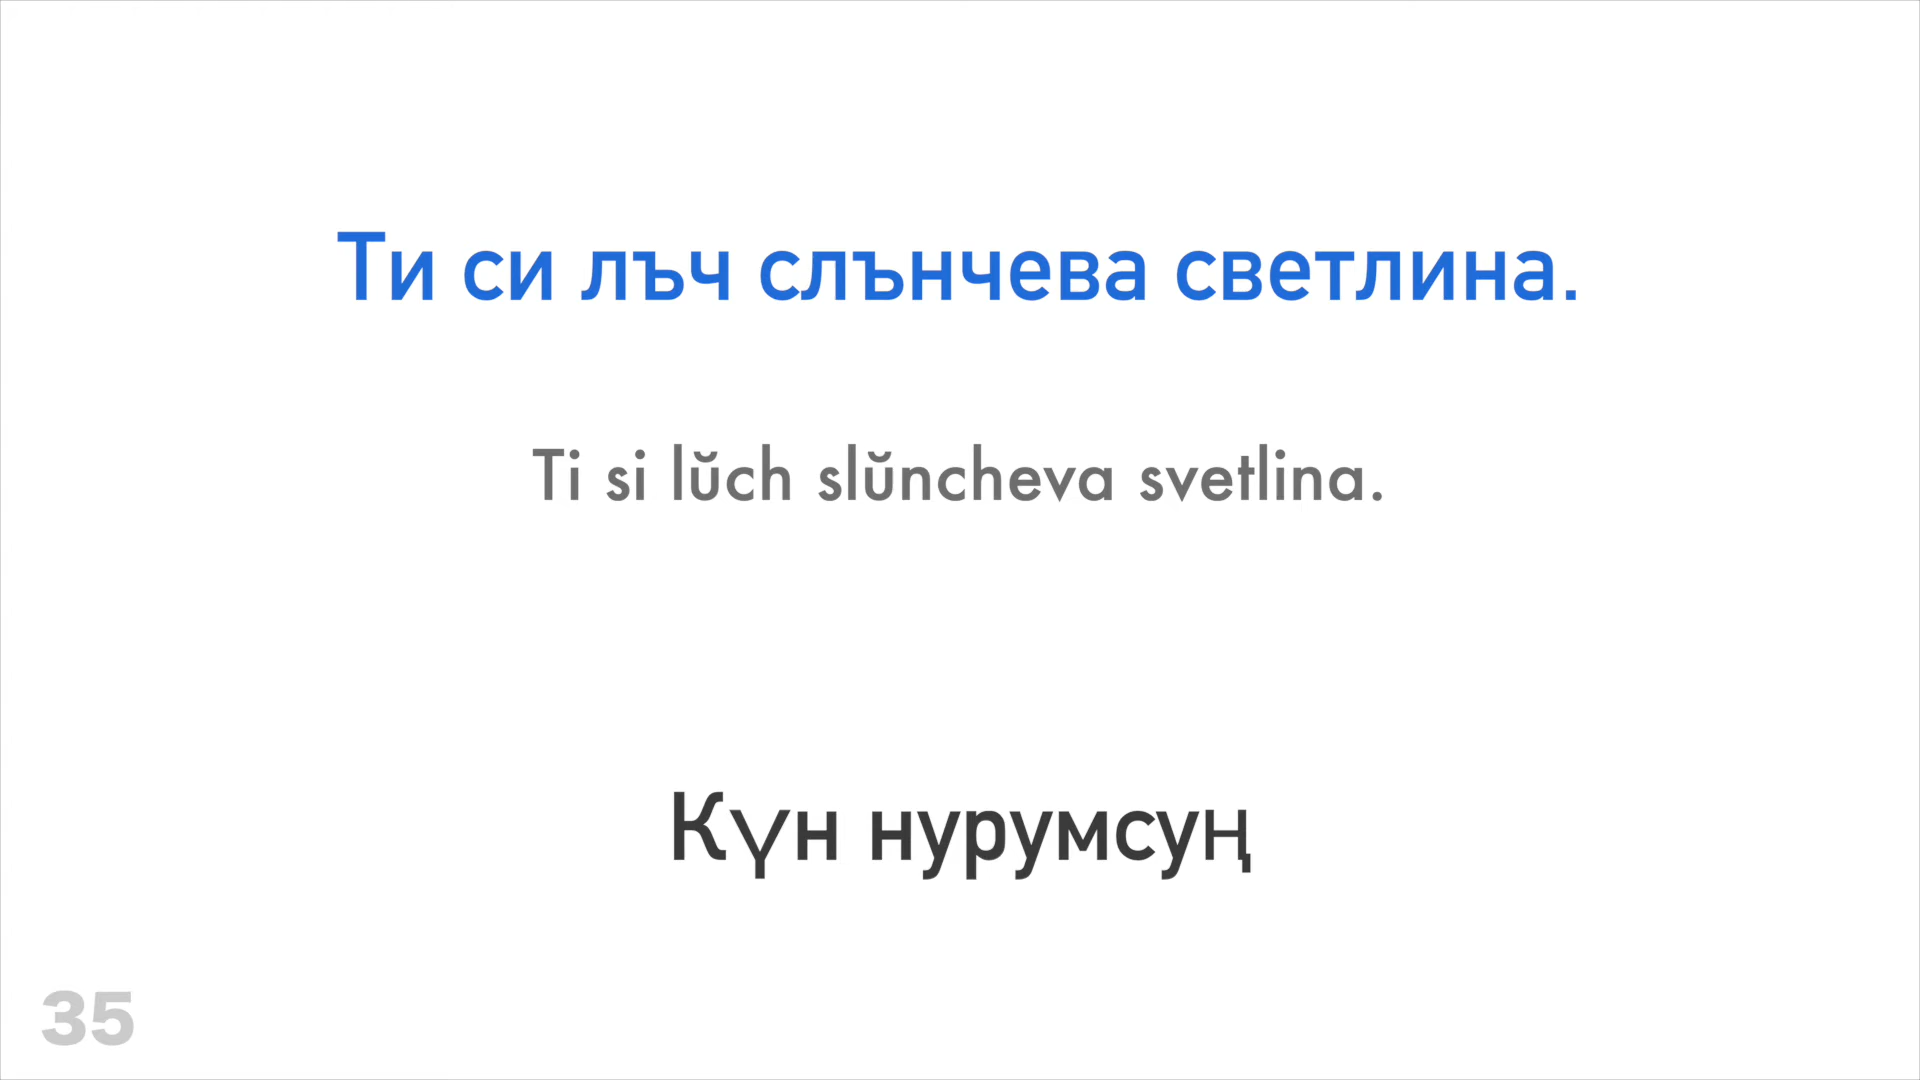 Ти си лъч слънчева светлина.
Ti si lŭch slŭncheva svetlina.
Күн нурумсуң
35